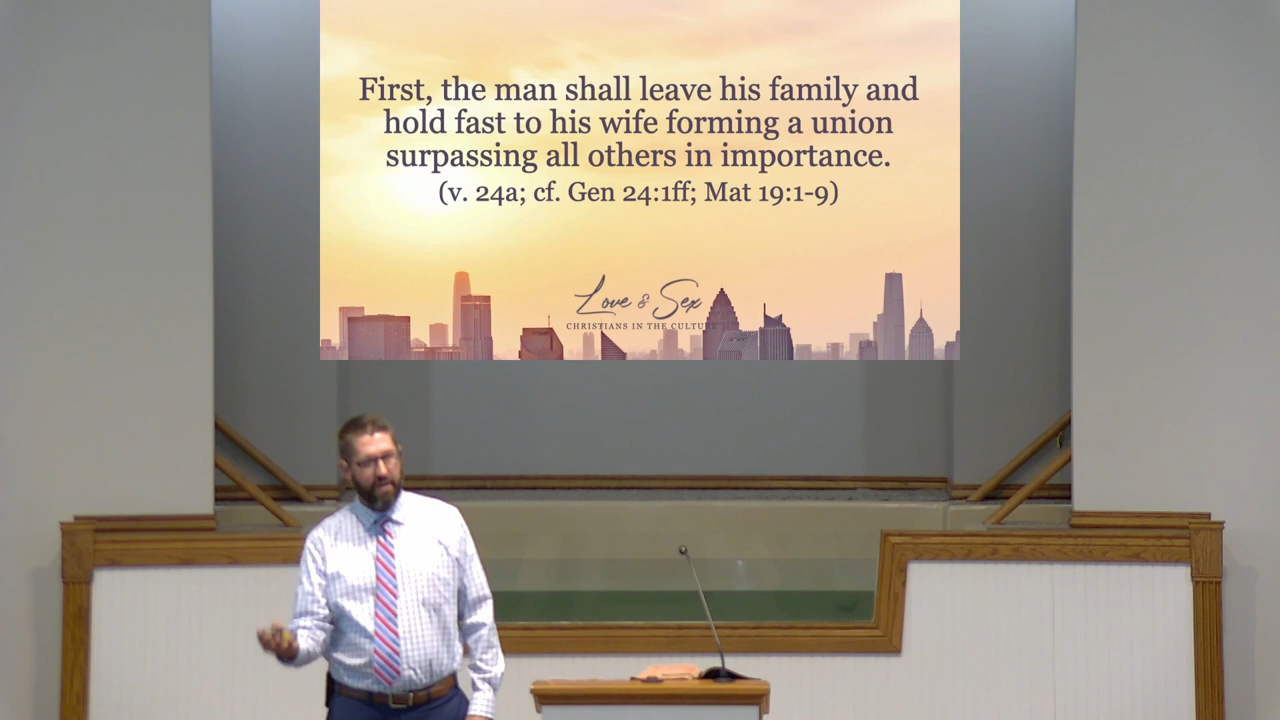 First, the man shall leave his family and
hold fast to his wife forming a union
surpassing all others in importance.
(v. 24a; cf. Gen 24:1ff; Mat 19:1-9)
Love & Sex
CHRISTIANS IN THE CULTURE